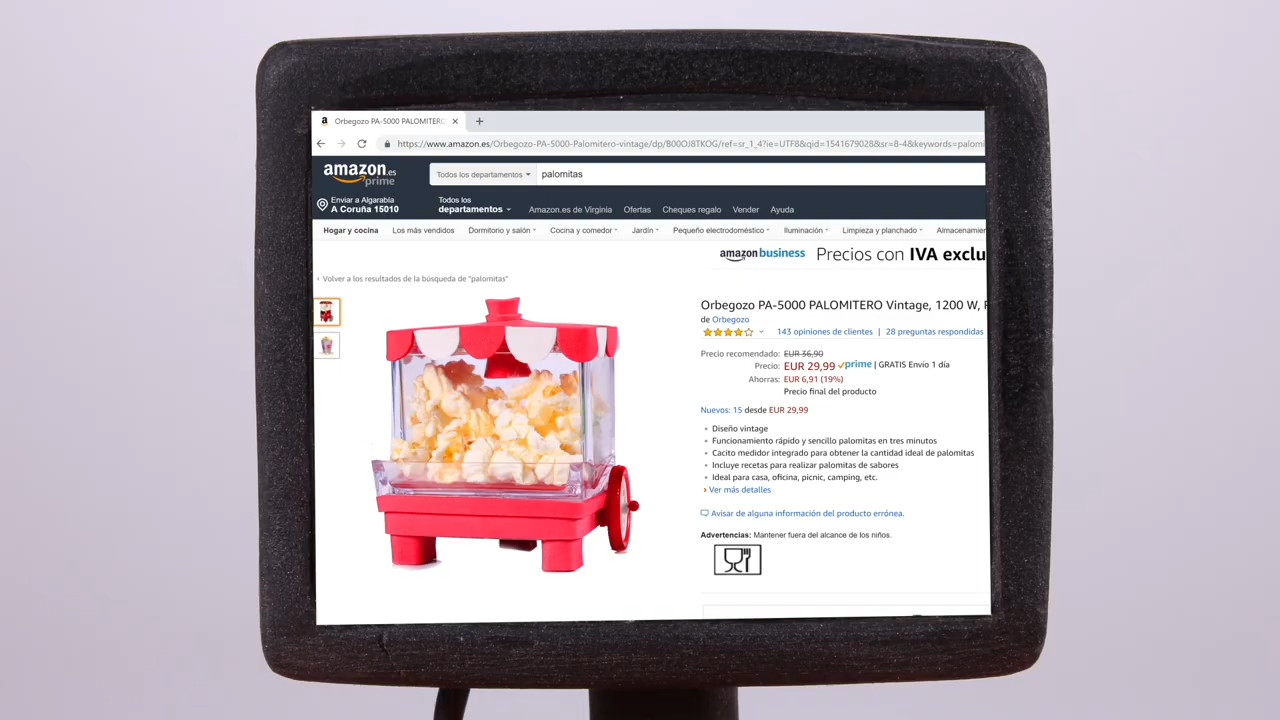 Orbegozo PA-5000 PALOMITERO
https://www.amazon.es/Orbegozo-PA-5000-Palomitero-vintage/dp/B00OJ8TKOG/ref=sr_1_4?ie=UTF8&qid=1541679028&sr=8-4&keywords=palomi
amazon.es
prime
Todos los departamentos
palomitas
Enviar a Algarabía
A Coruña 15010
Todos los
departamentos
Amazon.es de Virginia Ofertas Cheques regalo Vender Ayuda
Hogar y cocina Los más vendidos Dormitorio y salón Cocina y comedor Jardín Pequeño electrodoméstico Iluminación Limpieza y planchado Almacenamien
amazon business Precios con IVA exclu
‹ Volver a los resultados de la búsqueda de "palomitas"
Orbegozo PA-5000 PALOMITERO Vintage, 1200 W,
de Orbegozo
143 opiniones de clientes | 28 preguntas respondidas
Precio recomendado: EUR 36,90
Precio: EUR 29,99 prime | GRATIS Envío 1 día
Ahorras: EUR 6,91 (19%)
Precio final del producto
Nuevos: 15 desde EUR 29,99
Diseño vintage
Funcionamiento rápido y sencillo palomitas en tres minutos
Cacito medidor integrado para obtener la cantidad ideal de palomitas
Incluye recetas para realizar palomitas de sabores
Ideal para casa, oficina, picnic, camping, etc.
› Ver más detalles
Avisar de alguna información del producto errónea.
Advertencias: Mantener fuera del alcance de los niños.